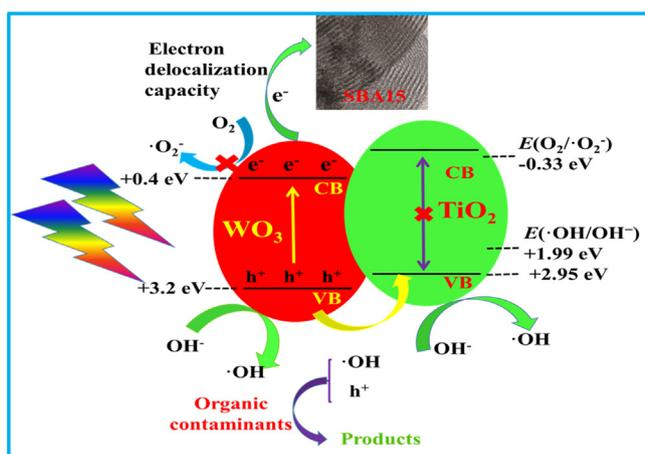 Electron
delocalization
capacity
e⁻
SBA15
O₂
·O₂⁻
+0.4 eV
e⁻ e⁻ e⁻
CB
WO₃
h⁺ h⁺ h⁺
+3.2 eV
VB
CB
TiO₂
VB
E(O₂/·O₂⁻)
-0.33 eV
E(·OH/OH⁻)
+1.99 eV
+2.95 eV
OH⁻
·OH
OH⁻
·OH
·OH
h⁺
Organic
contaminants
Products